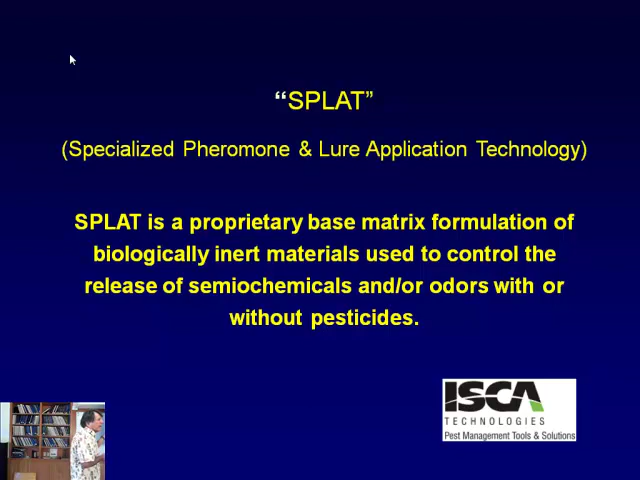 “SPLAT”
(Specialized Pheromone & Lure Application Technology)
SPLAT is a proprietary base matrix formulation of
biologically inert materials used to control the
release of semiochemicals and/or odors with or
without pesticides.
ISCA
TECHNOLOGIES
Pest Management Tools & Solutions